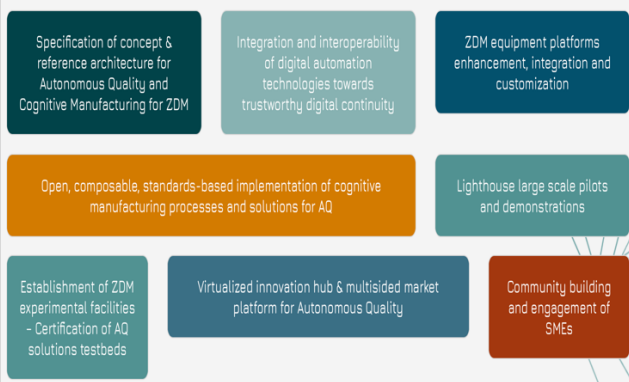 Specification of concept &
reference architecture for
Autonomous Quality and
Cognitive Manufacturing for ZDM
Integration and interoperability
of digital automation
technologies towards
trustworthy digital continuity
ZDM equipment platforms
enhancement, integration and
customization
Open, composable, standards-based implementation of cognitive
manufacturing processes and solutions for AQ
Lighthouse large scale pilots
and demonstrations
Establishment of ZDM
experimental facilities
– Certification of AQ
solutions testbeds
Virtualized innovation hub & multisided market
platform for Autonomous Quality
Community building
and engagement of
SMEs